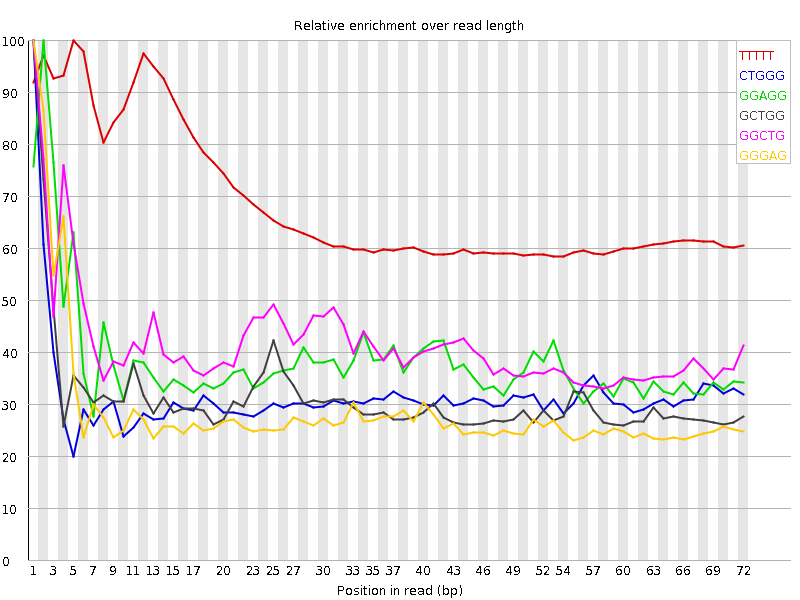 Relative enrichment over read length
100
90
80
70
60
50
40
30
20
10
0
TTTTT
CTGGG
GGAGG
GCTGG
GGCTG
GGGAG
1 3 5 7 9 11 13 15 17 20 23 25 27 30 33 35 37 40 43 46 49 52 54 57 60 63 66 69 72
Position in read (bp)